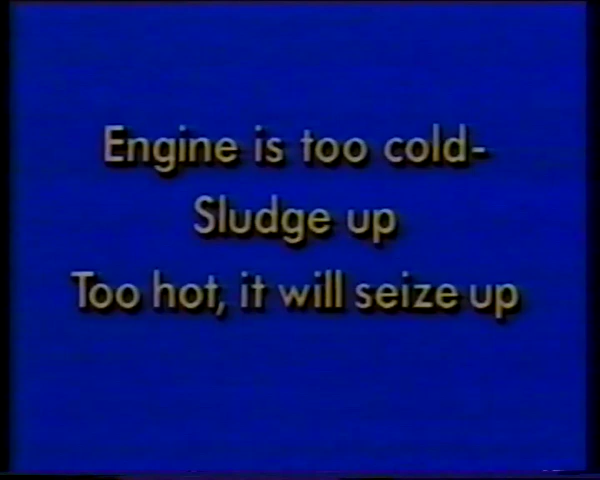 Engine is too cold-
Sludge up
Too hot, it will seize up